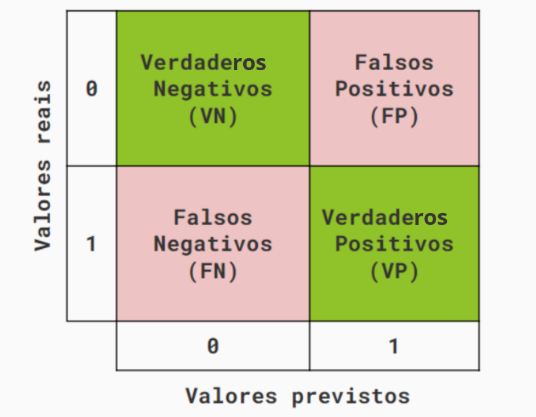 Valores reais
0
Verdaderos
Negativos
(VN)
Falsos
Positivos
(FP)
1
Falsos
Negativos
(FN)
Verdaderos
Positivos
(VP)
0
1
Valores previstos